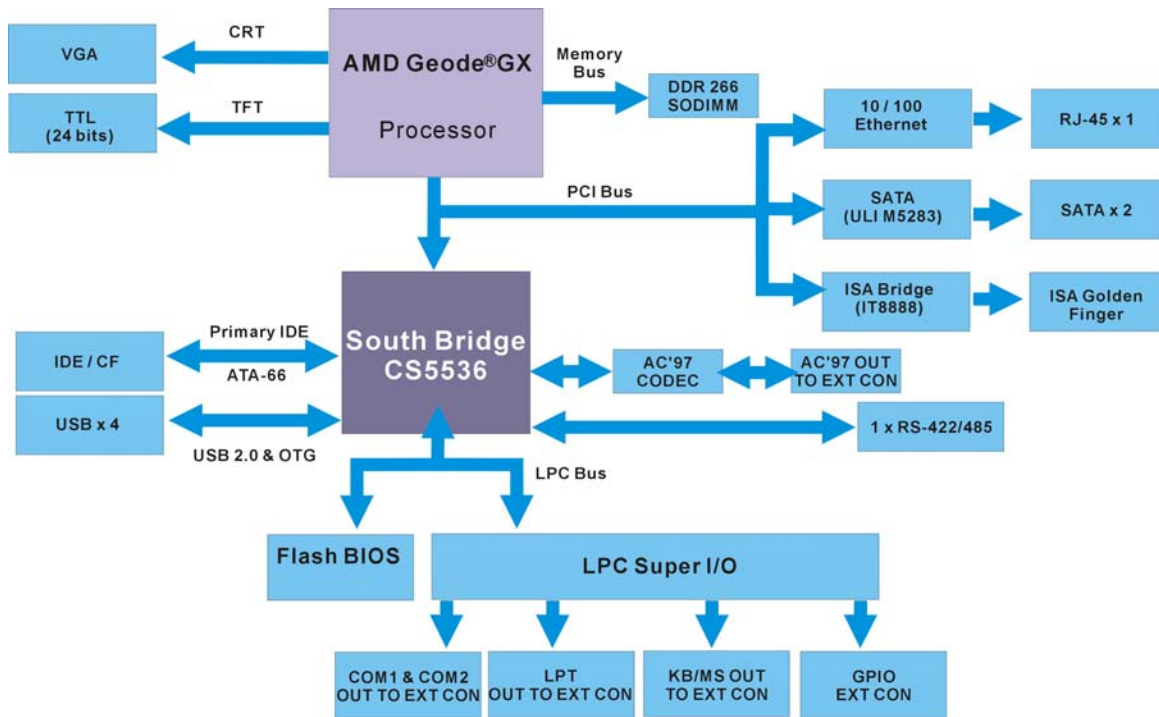 CRT
VGA
AMD Geode®GX
Processor
Memory
Bus
TFT
TTL
(24 bits)
DDR 266
SODIMM
10 / 100
Ethernet
RJ-45 x 1
PCI Bus
SATA
(ULI M5283)
SATA x 2
ISA Bridge
(IT8888)
ISA Golden
Finger
South Bridge
CS5536
Primary IDE
IDE / CF
ATA-66
AC'97
CODEC
AC'97 OUT
TO EXT CON
USB x 4
USB 2.0 & OTG
1 x RS-422/485
LPC Bus
Flash BIOS
LPC Super I/O
COM1 & COM2
OUT TO EXT CON
LPT
OUT TO EXT CON
KB/MS OUT
TO EXT CON
GPIO
EXT CON